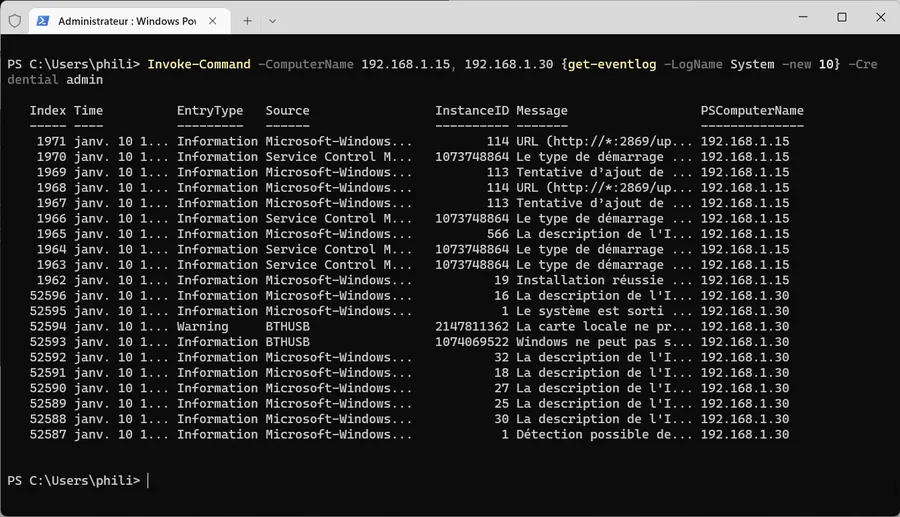 Administrateur : Windows Pov
PS C:\Users\phili> Invoke-Command -ComputerName 192.168.1.15, 192.168.1.30 {get-eventlog -LogName System -new 10} -Cre
dential admin
Index Time EntryType Source InstanceID Message PSComputerName
----- ---- --------- ------ ---------- ------- --------------
1971 janv. 10 1... Information Microsoft-Windows... 114 URL (http://*:2869/up... 192.168.1.15
1970 janv. 10 1... Information Service Control M... 1073748864 Le type de démarrage ... 192.168.1.15
1969 janv. 10 1... Information Microsoft-Windows... 113 Tentative d’ajout de ... 192.168.1.15
1968 janv. 10 1... Information Microsoft-Windows... 114 URL (http://*:2869/up... 192.168.1.15
1967 janv. 10 1... Information Microsoft-Windows... 113 Tentative d’ajout de ... 192.168.1.15
1966 janv. 10 1... Information Service Control M... 1073748864 Le type de démarrage ... 192.168.1.15
1965 janv. 10 1... Information Microsoft-Windows... 566 La description de l'I... 192.168.1.15
1964 janv. 10 1... Information Service Control M... 1073748864 Le type de démarrage ... 192.168.1.15
1963 janv. 10 1... Information Service Control M... 1073748864 Le type de démarrage ... 192.168.1.15
1962 janv. 10 1... Information Microsoft-Windows... 19 Installation réussie ... 192.168.1.15
52596 janv. 10 1... Information Microsoft-Windows... 16 La description de l'I... 192.168.1.30
52595 janv. 10 1... Information Microsoft-Windows... 1 Le système est sorti ... 192.168.1.30
52594 janv. 10 1... Warning BTHUSB 2147811362 La carte locale ne pr... 192.168.1.30
52593 janv. 10 1... Information BTHUSB 1074069522 Windows ne peut pas s... 192.168.1.30
52592 janv. 10 1... Information Microsoft-Windows... 32 La description de l'I... 192.168.1.30
52591 janv. 10 1... Information Microsoft-Windows... 18 La description de l'I... 192.168.1.30
52590 janv. 10 1... Information Microsoft-Windows... 27 La description de l'I... 192.168.1.30
52589 janv. 10 1... Information Microsoft-Windows... 25 La description de l'I... 192.168.1.30
52588 janv. 10 1... Information Microsoft-Windows... 30 La description de l'I... 192.168.1.30
52587 janv. 10 1... Information Microsoft-Windows... 1 Détection possible de... 192.168.1.30
PS C:\Users\phili>